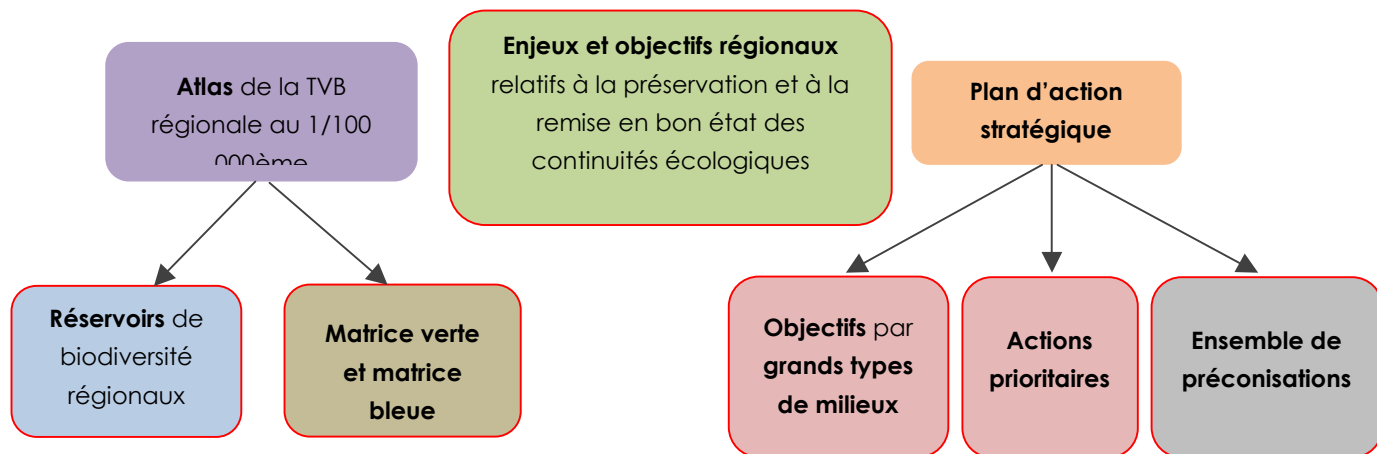 Atlas de la TVB
régionale au 1/100
000ème
Enjeux et objectifs régionaux
relatifs à la préservation et à la
remise en bon état des
continuités écologiques
Plan d’action
stratégique
Réservoirs de
biodiversité
régionaux
Matrice verte
et matrice
bleue
Objectifs par
grands types
de milieux
Actions
prioritaires
Ensemble de
préconisations